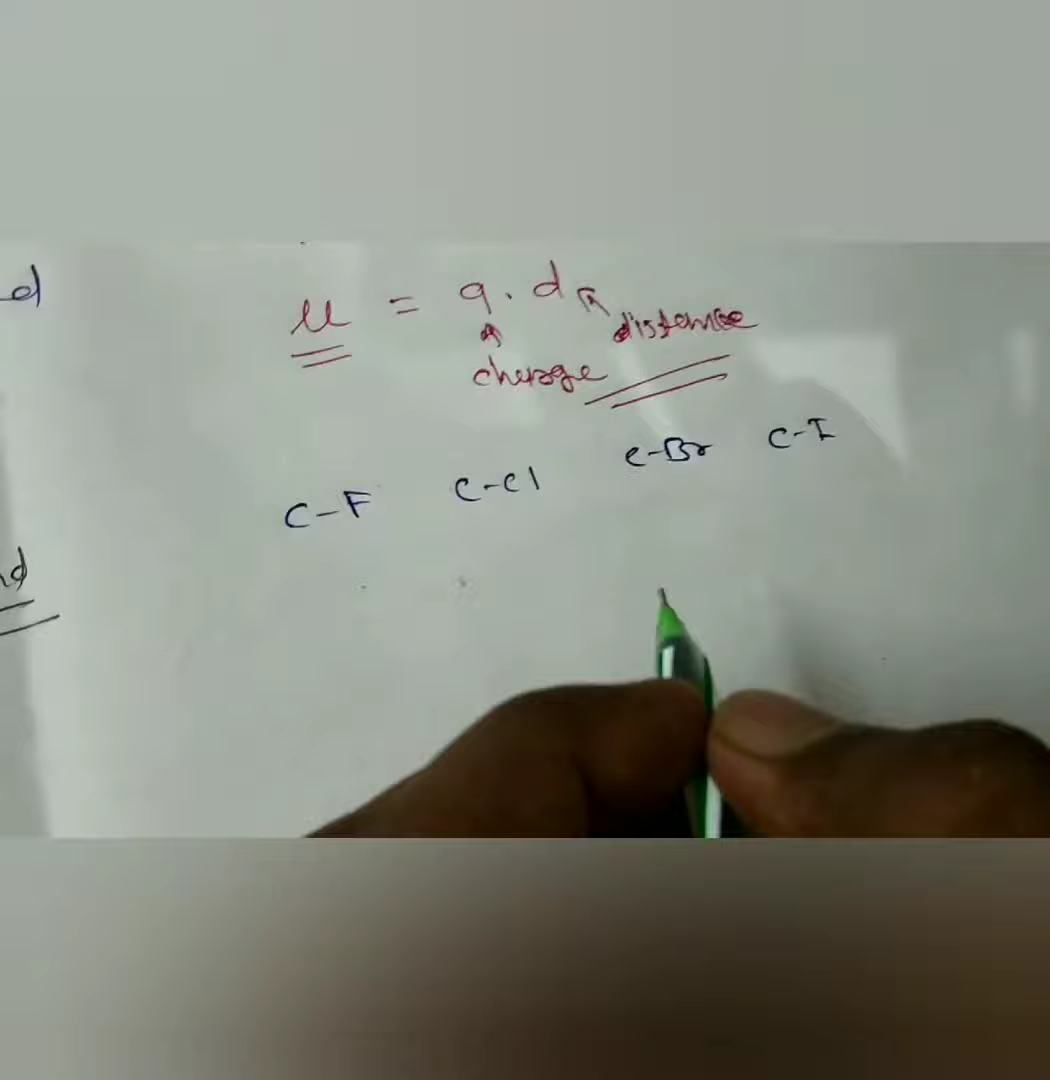 d
μ = q . d
distance
charge
C-F C-Cl C-Br C-I